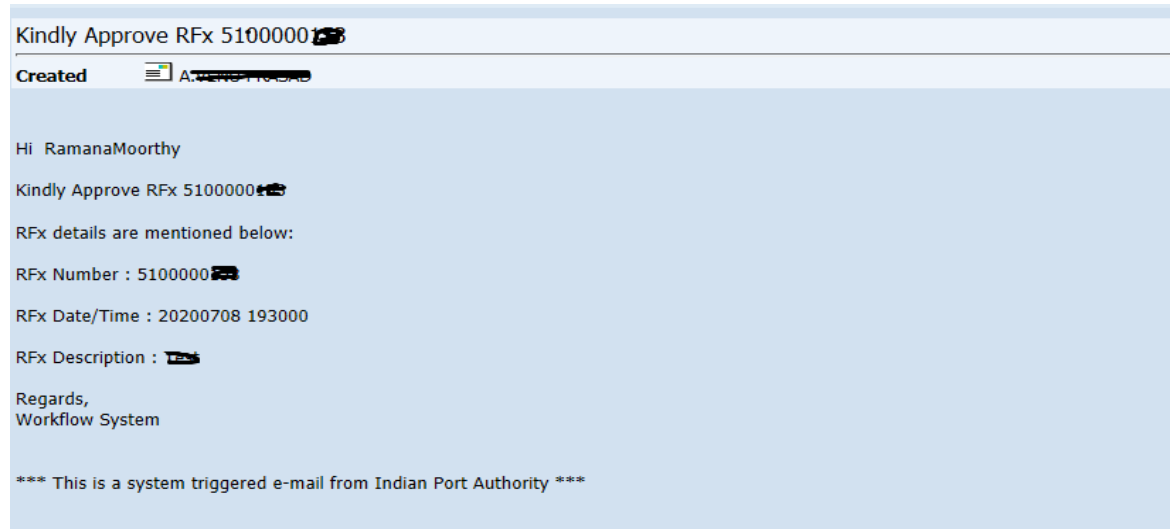 Kindly Approve RFx 5100000
Created
Hi RamanaMoorthy
Kindly Approve RFx 5100000
RFx details are mentioned below:
RFx Number : 5100000
RFx Date/Time : 20200708 193000
RFx Description :
Regards,
Workflow System
*** This is a system triggered e-mail from Indian Port Authority ***